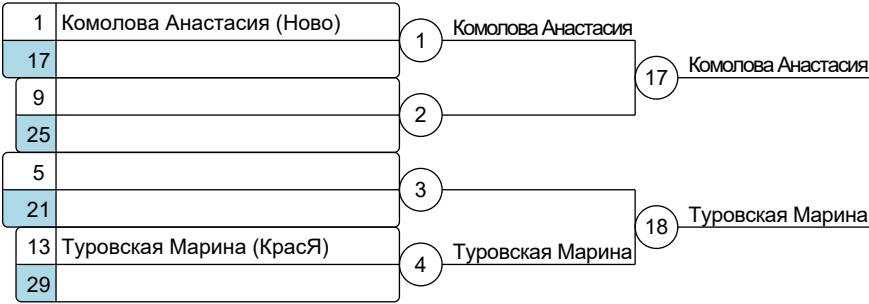 1 Комолова Анастасия (Ново)
17
1 Комолова Анастасия
17 Комолова Анастасия
9
25
2
5
21
3
18 Туровская Марина
13 Туровская Марина (КрасЯ)
29
4 Туровская Марина